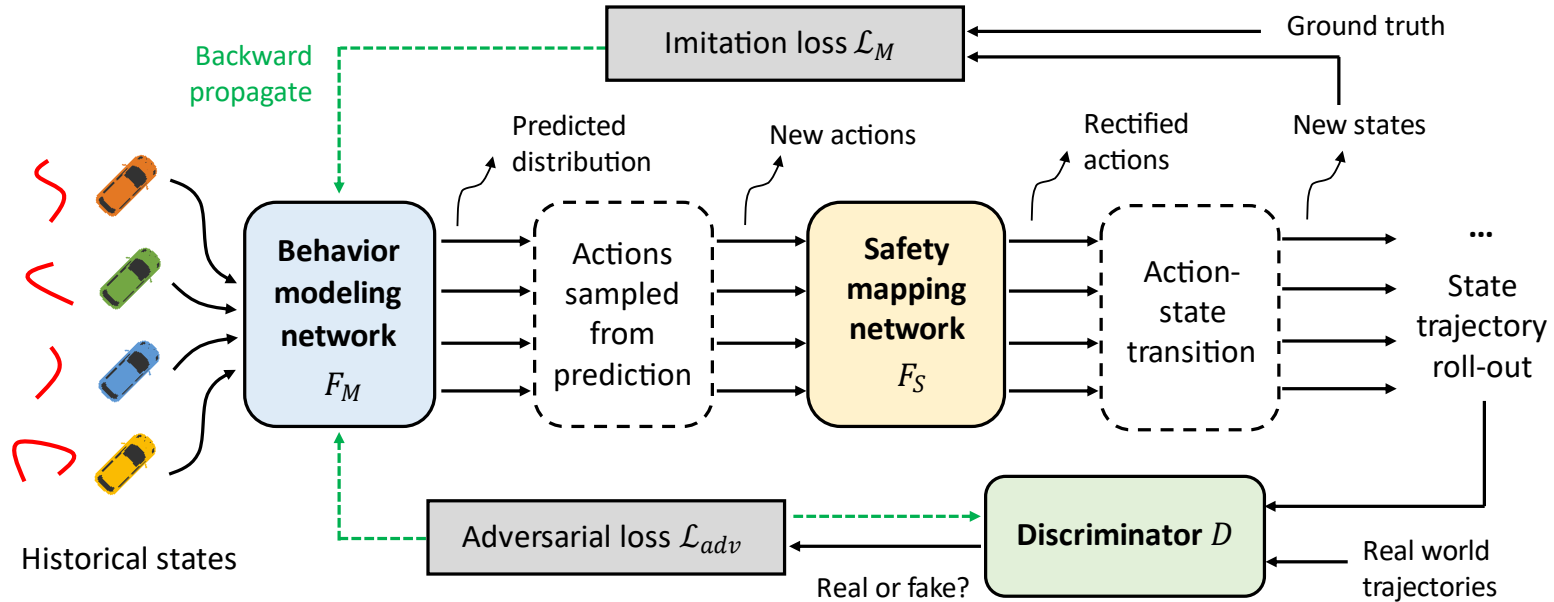 Imitation loss ℒ_M
Ground truth
Backward
propagate
Predicted
distribution
New actions
Rectified
actions
New states
Behavior
modeling
network
F_M
Actions
sampled
from
prediction
Safety
mapping
network
F_S
Action-
state
transition
...
State
trajectory
roll-out
Historical states
Adversarial loss ℒ_adv
Real or fake?
Discriminator D
Real world
trajectories